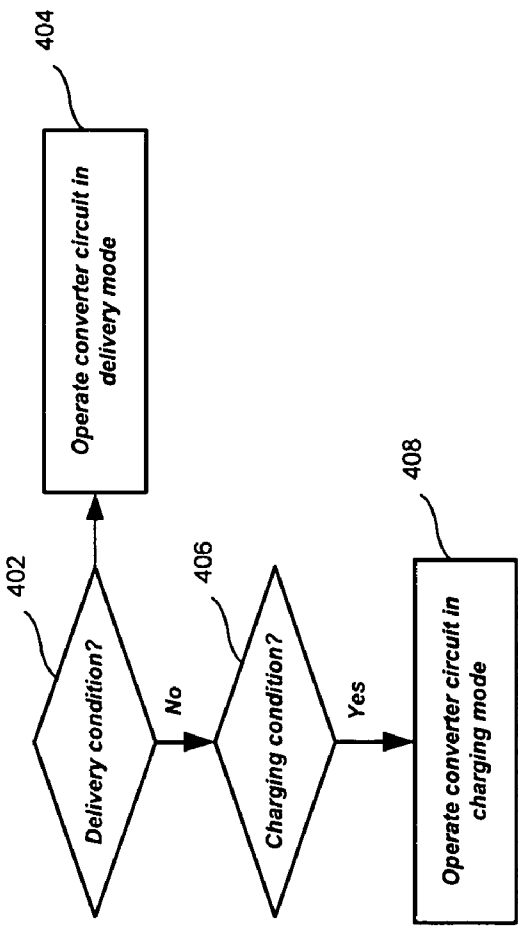 402
Delivery condition?
404
Operate converter circuit in
delivery mode
No
406
Charging condition?
Yes
408
Operate converter circuit in
charging mode